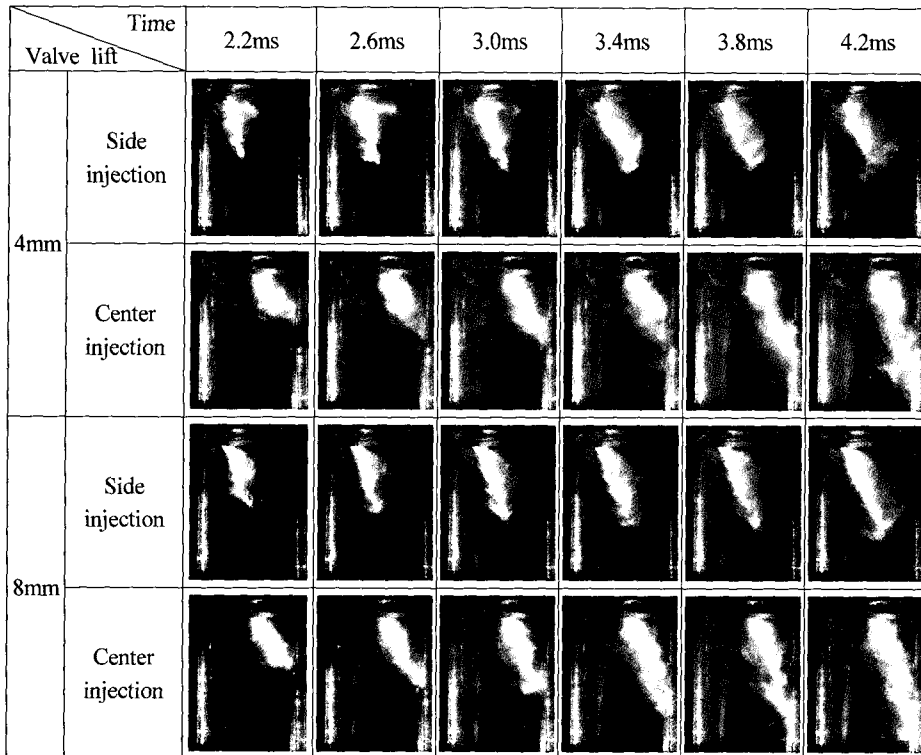 Time
Valve lift
2.2ms
2.6ms
3.0ms
3.4ms
3.8ms
4.2ms
4mm
Side
injection
Center
injection
8mm
Side
injection
Center
injection